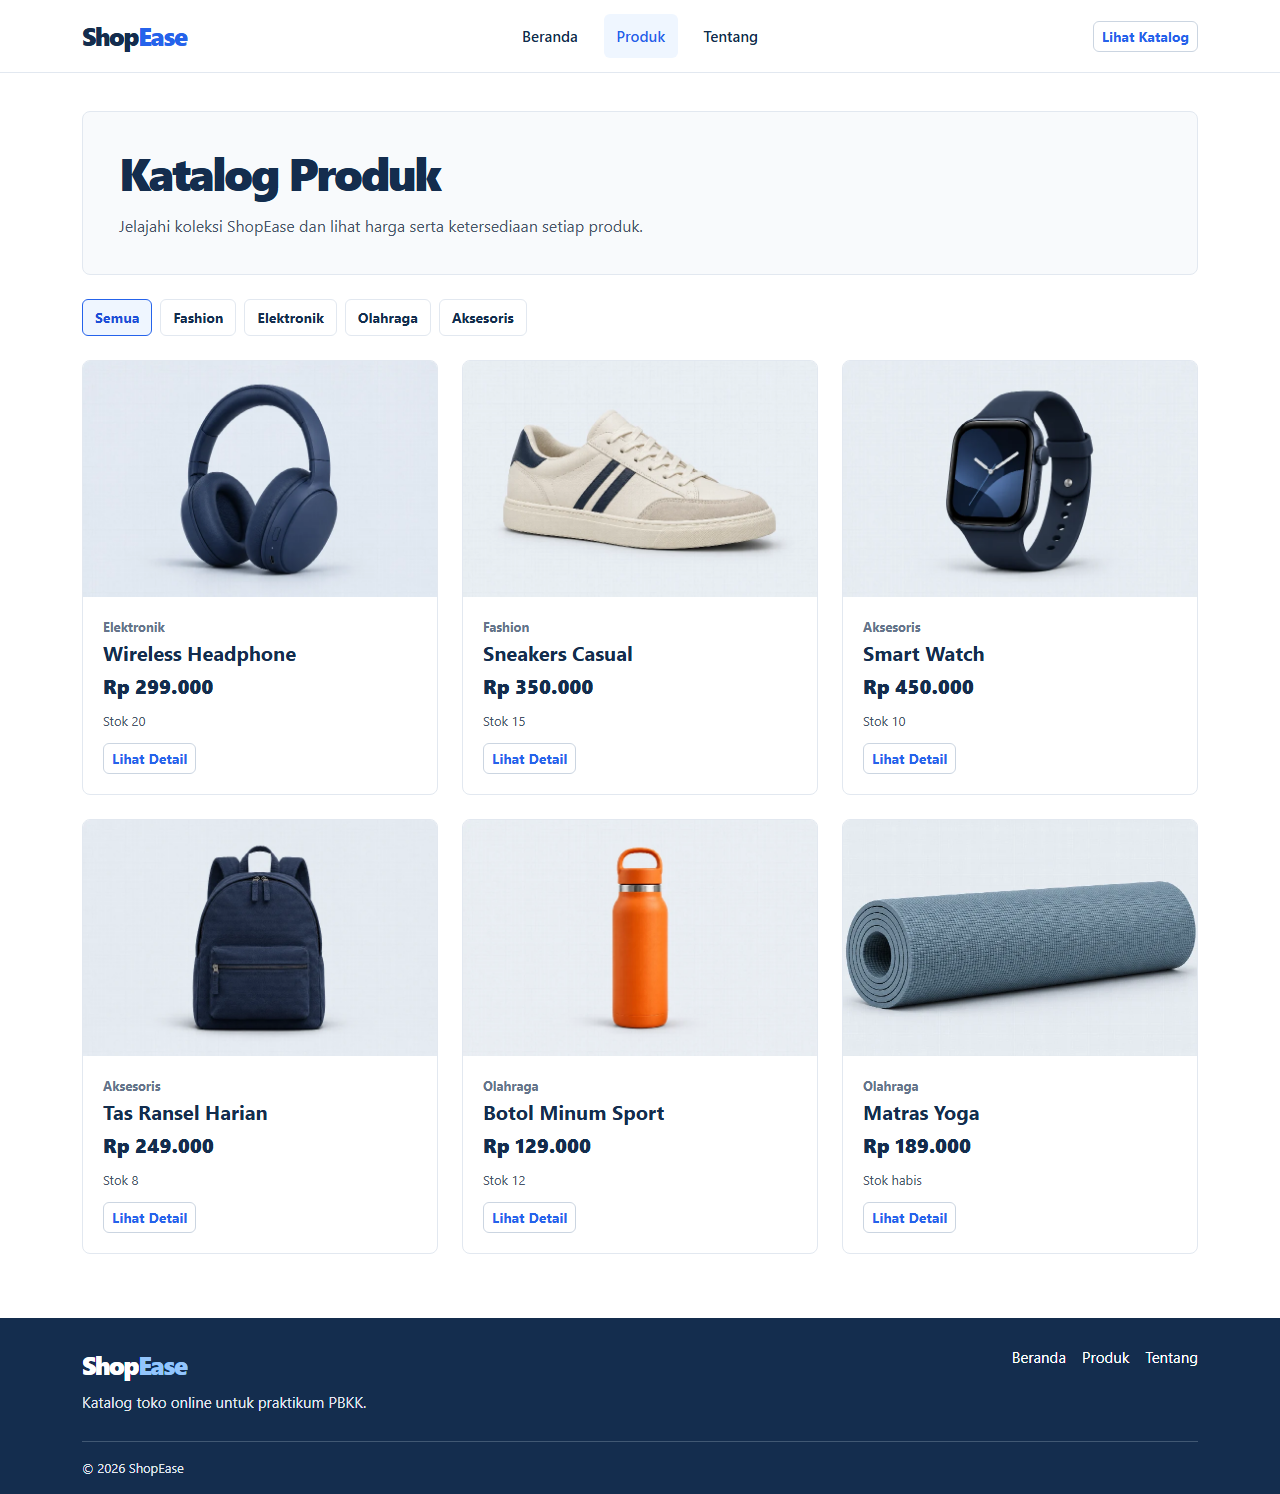 ShopEase
Beranda
Produk
Tentang
Lihat Katalog
Katalog Produk
Jelajahi koleksi ShopEase dan lihat harga serta ketersediaan setiap produk.
Semua
Fashion
Elektronik
Olahraga
Aksesoris
Elektronik
Wireless Headphone
Rp 299.000
Stok 20
Lihat Detail
Fashion
Sneakers Casual
Rp 350.000
Stok 15
Lihat Detail
Aksesoris
Smart Watch
Rp 450.000
Stok 10
Lihat Detail
Aksesoris
Tas Ransel Harian
Rp 249.000
Stok 8
Lihat Detail
Olahraga
Botol Minum Sport
Rp 129.000
Stok 12
Lihat Detail
Olahraga
Matras Yoga
Rp 189.000
Stok habis
Lihat Detail
ShopEase
Katalog toko online untuk praktikum PBKK.
Beranda
Produk
Tentang
© 2026 ShopEase